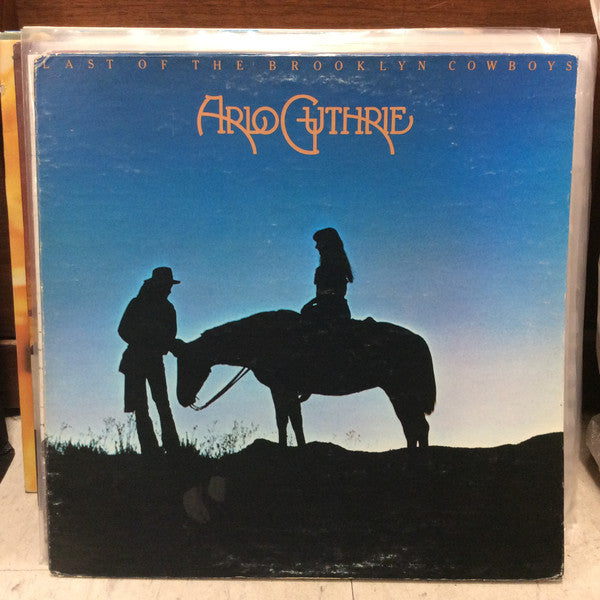 LAST OF THE BROOKLYN COWBOYS
ARLO GUTHRIE